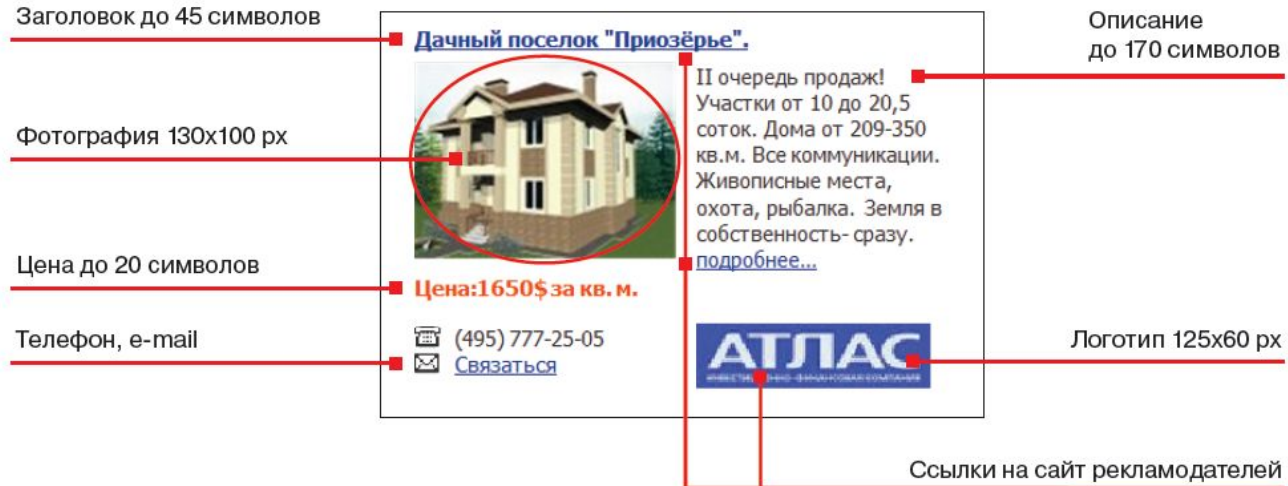 Заголовок до 45 символов
Фотография 130x100 px
Цена до 20 символов
Телефон, e-mail
Дачный поселок "Приозёрье".
II очередь продаж!
Участки от 10 до 20,5
соток. Дома от 209-350
кв.м. Все коммуникации.
Живописные места,
охота, рыбалка. Земля в
собственность- сразу.
подробнее...
Цена:1650$ за кв. м.
(495) 777-25-05
Связаться
АТЛАС
Описание
до 170 символов
Логотип 125x60 px
Ссылки на сайт рекламодателей